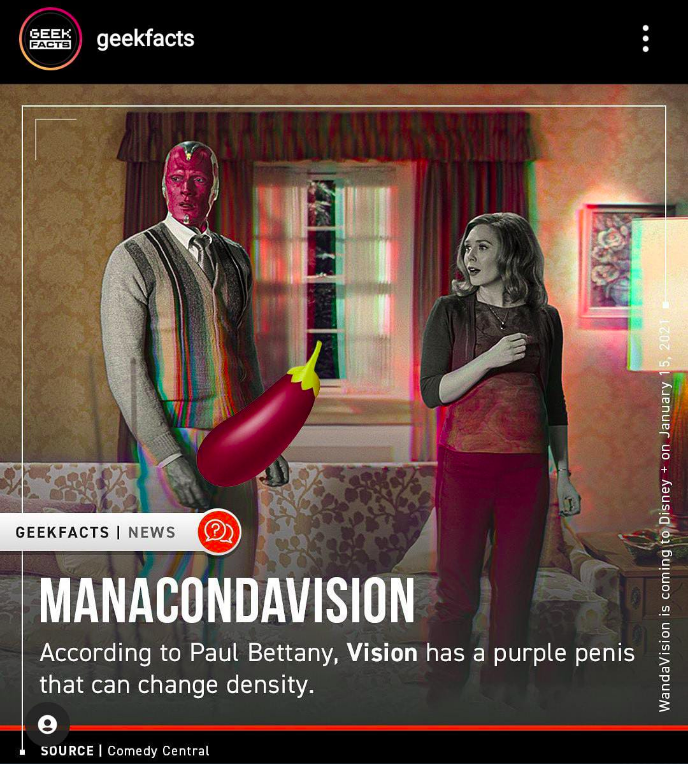 GEEK
FACTS
geekfacts
WandaVision is coming to Disney + on January 15, 2021
GEEKFACTS | NEWS
MANACONDAVISION
According to Paul Bettany, Vision has a purple penis
that can change density.
SOURCE | Comedy Central